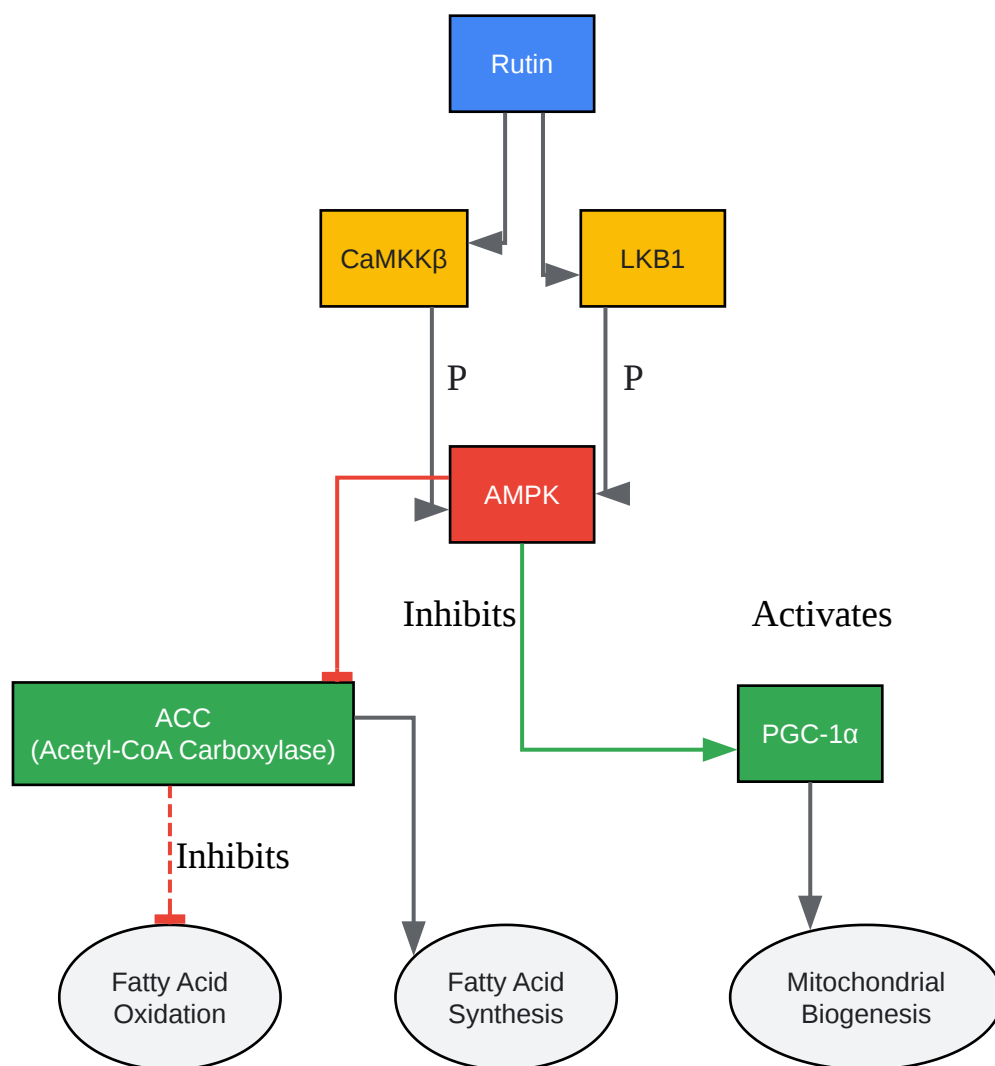 Rutin
CaMKKβ
LKB1
P
P
AMPK
Inhibits
Activates
ACC
(Acetyl-CoA Carboxylase)
PGC-1α
Inhibits
Fatty Acid
Oxidation
Fatty Acid
Synthesis
Mitochondrial
Biogenesis